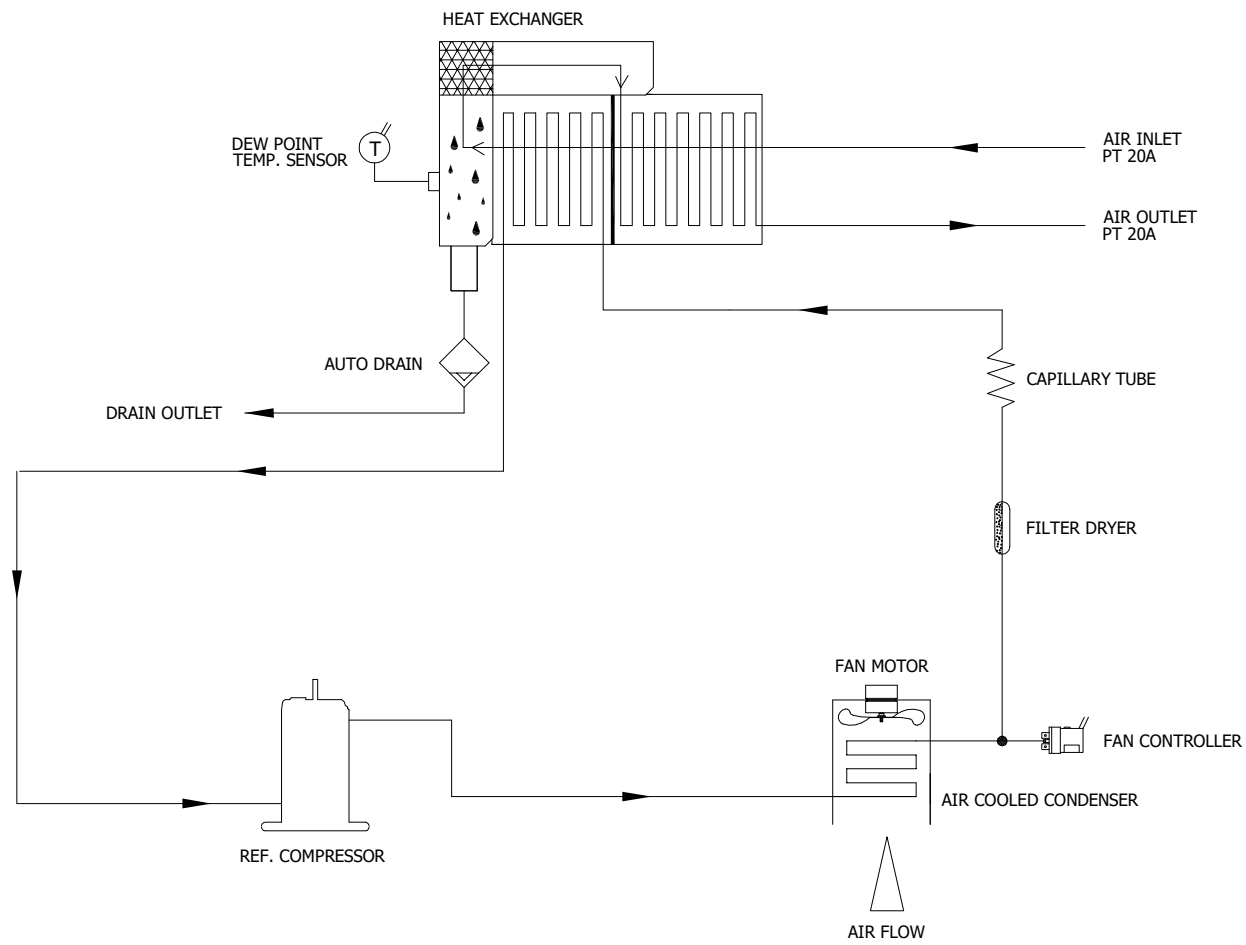 HEAT EXCHANGER
DEW POINT
TEMP. SENSOR
T
AIR INLET
PT 20A
AIR OUTLET
PT 20A
AUTO DRAIN
CAPILLARY TUBE
DRAIN OUTLET
FILTER DRYER
FAN MOTOR
FAN CONTROLLER
AIR COOLED CONDENSER
REF. COMPRESSOR
AIR FLOW